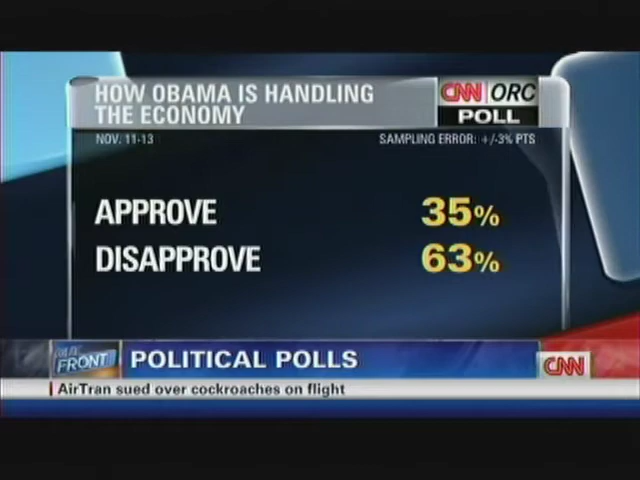 HOW OBAMA IS HANDLING
THE ECONOMY
CNN ORC
POLL
NOV. 11-13
SAMPLING ERROR: +/-3% PTS
APPROVE 35%
DISAPPROVE 63%
FRONT
POLITICAL POLLS
CNN
AirTran sued over cockroaches on flight